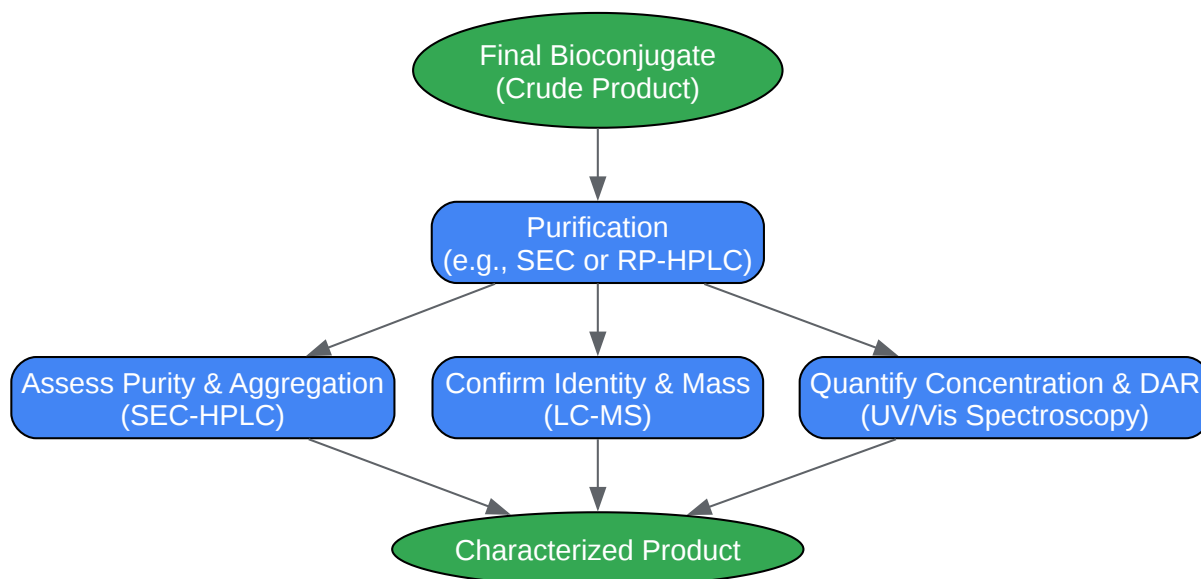 Final Bioconjugate
(Crude Product)
Purification
(e.g., SEC or RP-HPLC)
Assess Purity & Aggregation
(SEC-HPLC)
Confirm Identity & Mass
(LC-MS)
Quantify Concentration & DAR
(UV/Vis Spectroscopy)
Characterized Product